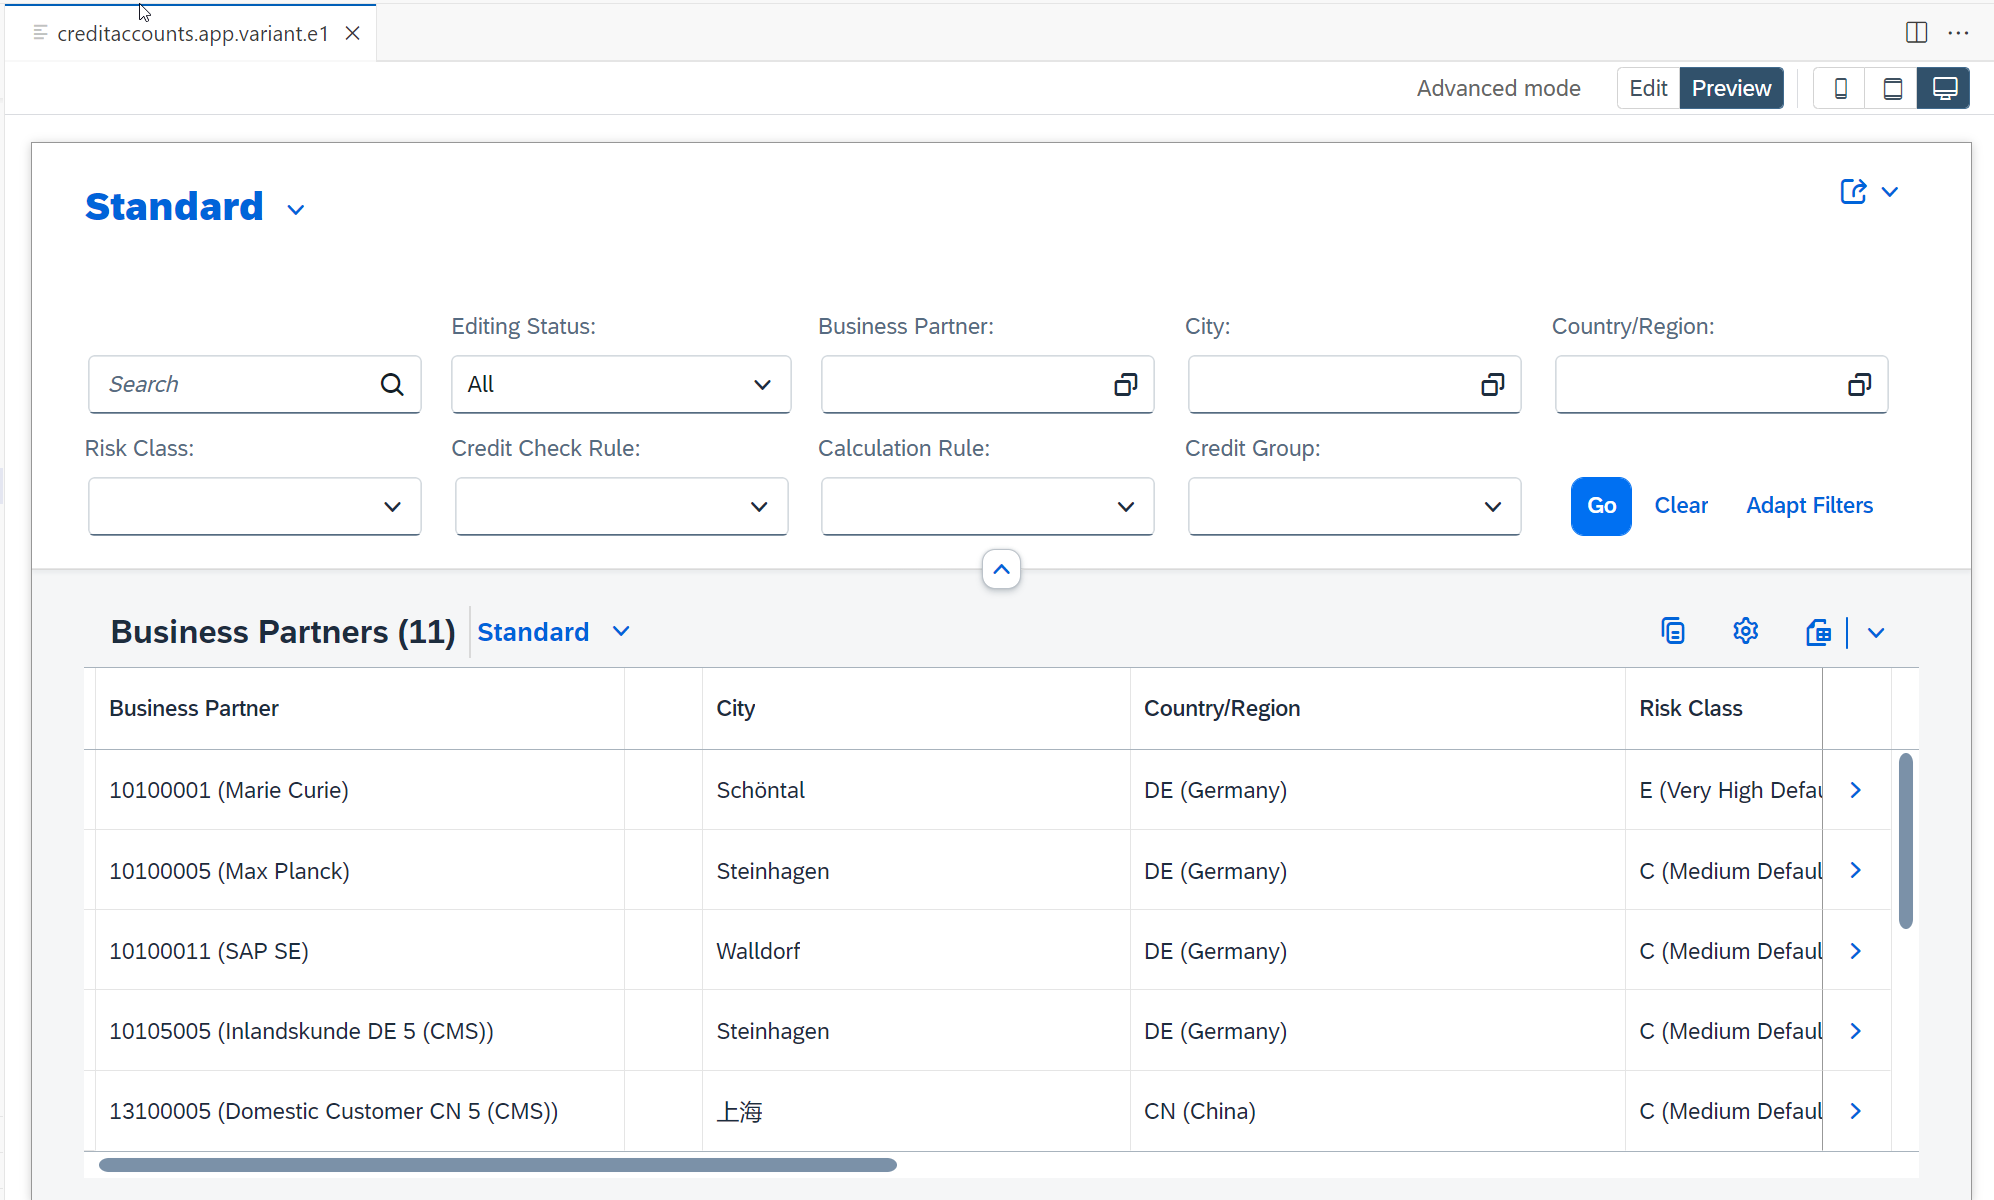 creditaccounts.app.variant.e1
Advanced mode Edit Preview
Standard
Editing Status: Business Partner: City: Country/Region:
Search All
Risk Class: Credit Check Rule: Calculation Rule: Credit Group:
Go Clear Adapt Filters
Business Partners (11) Standard
Business Partner City Country/Region Risk Class
10100001 (Marie Curie) Schöntal DE (Germany) E (Very High Defau
10100005 (Max Planck) Steinhagen DE (Germany) C (Medium Defaul
10100011 (SAP SE) Walldorf DE (Germany) C (Medium Defaul
10105005 (Inlandskunde DE 5 (CMS)) Steinhagen DE (Germany) C (Medium Defaul
13100005 (Domestic Customer CN 5 (CMS)) 上海 CN (China) C (Medium Defaul